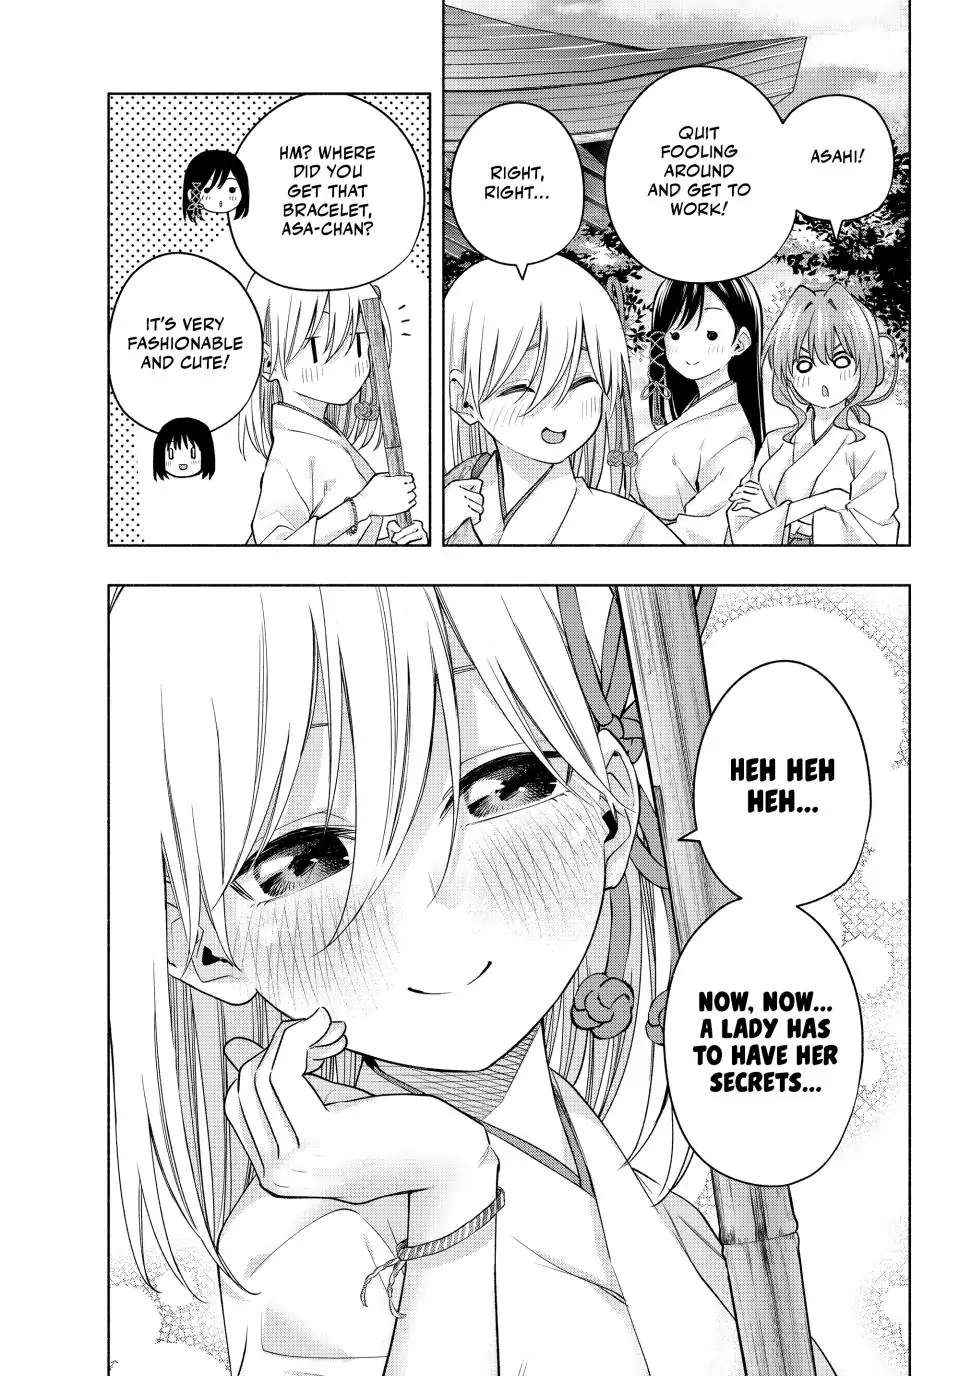 ASAHI!
QUIT
FOOLING
AROUND
AND GET TO
WORK!
RIGHT,
RIGHT...
HM? WHERE
DID YOU
GET THAT
BRACELET,
ASA-CHAN?
IT'S VERY
FASHIONABLE
AND CUTE!
HEH HEH
HEH...
NOW, NOW...
A LADY HAS
TO HAVE HER
SECRETS...